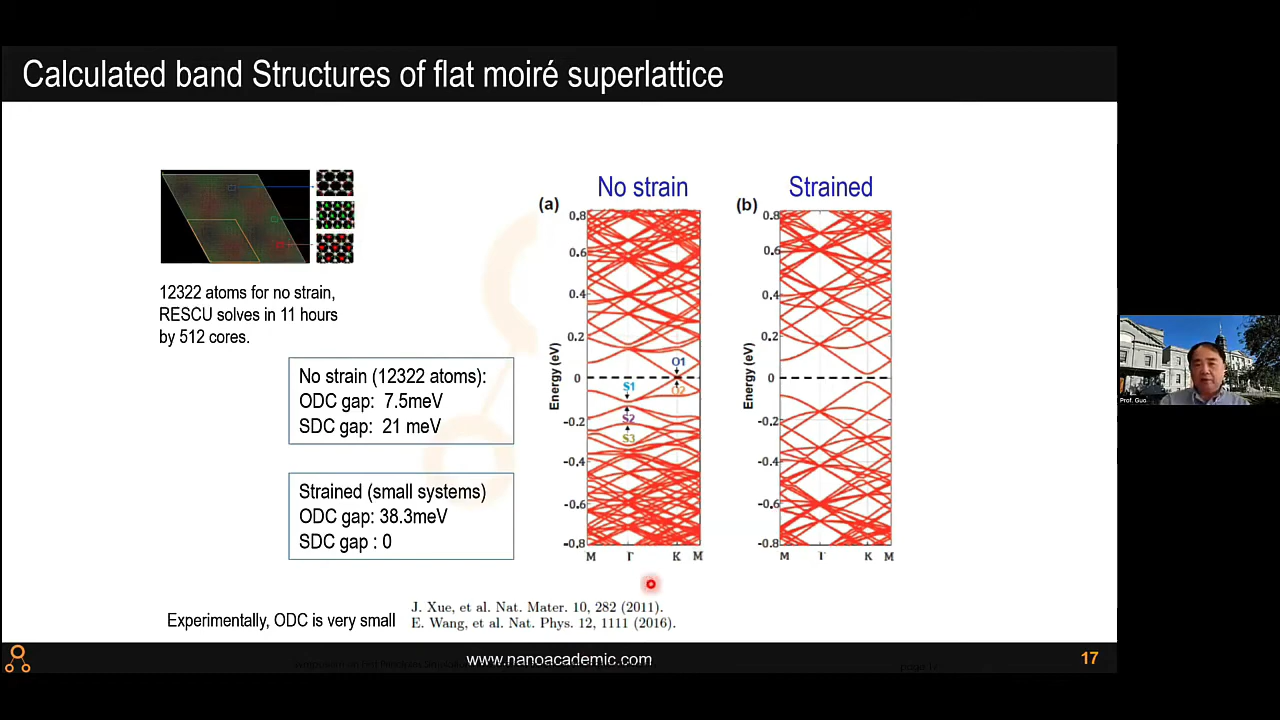 Calculated band Structures of flat moiré superlattice
12322 atoms for no strain,
RESCU solves in 11 hours
by 512 cores.
No strain (12322 atoms):
ODC gap: 7.5meV
SDC gap: 21 meV
Strained (small systems)
ODC gap: 38.3meV
SDC gap : 0
No strain
(a)
Energy (eV)
0.8
0.6
0.4
0.2
0
-0.2
-0.4
-0.6
-0.8
O1
O2
S1
S2
S3
M Γ K M
Strained
(b)
Energy (eV)
0.8
0.6
0.4
0.2
0
-0.2
-0.4
-0.6
-0.8
M Γ K M
Experimentally, ODC is very small
J. Xue, et al. Nat. Mater. 10, 282 (2011).
E. Wang, et al. Nat. Phys. 12, 1111 (2016).
www.nanoacademic.com
17
Prof. Guo